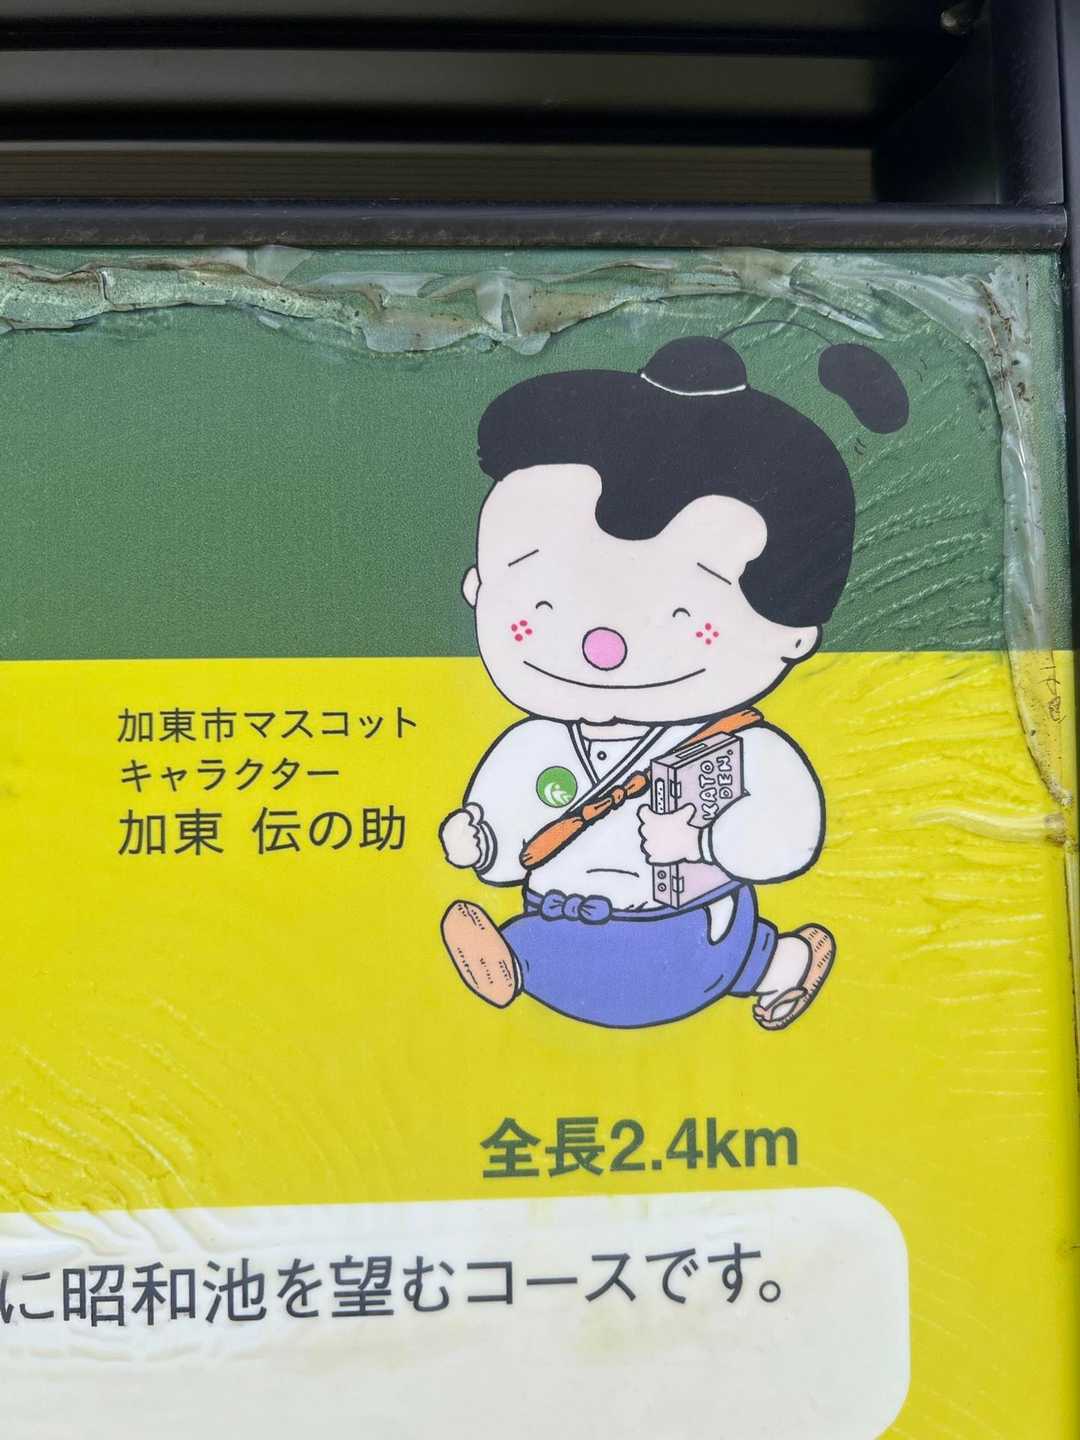 加東市マスコット
キャラクター
加東 伝の助
KATO
DEN.
全長2.4km
に昭和池を望むコースです。